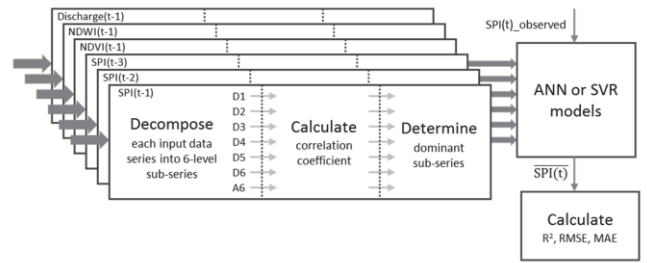 Discharge(t-1)
NDWI(t-1)
NDVI(t-1)
SPI(t-3)
SPI(t-2)
SPI(t-1)
Decompose
each input data
series into 6-level
sub-series
D1
D2
D3
D4
D5
D6
A6
Calculate
correlation
coefficient
Determine
dominant
sub-series
SPI(t)_observed
ANN or SVR
models
SPI(t)
Calculate
R², RMSE, MAE